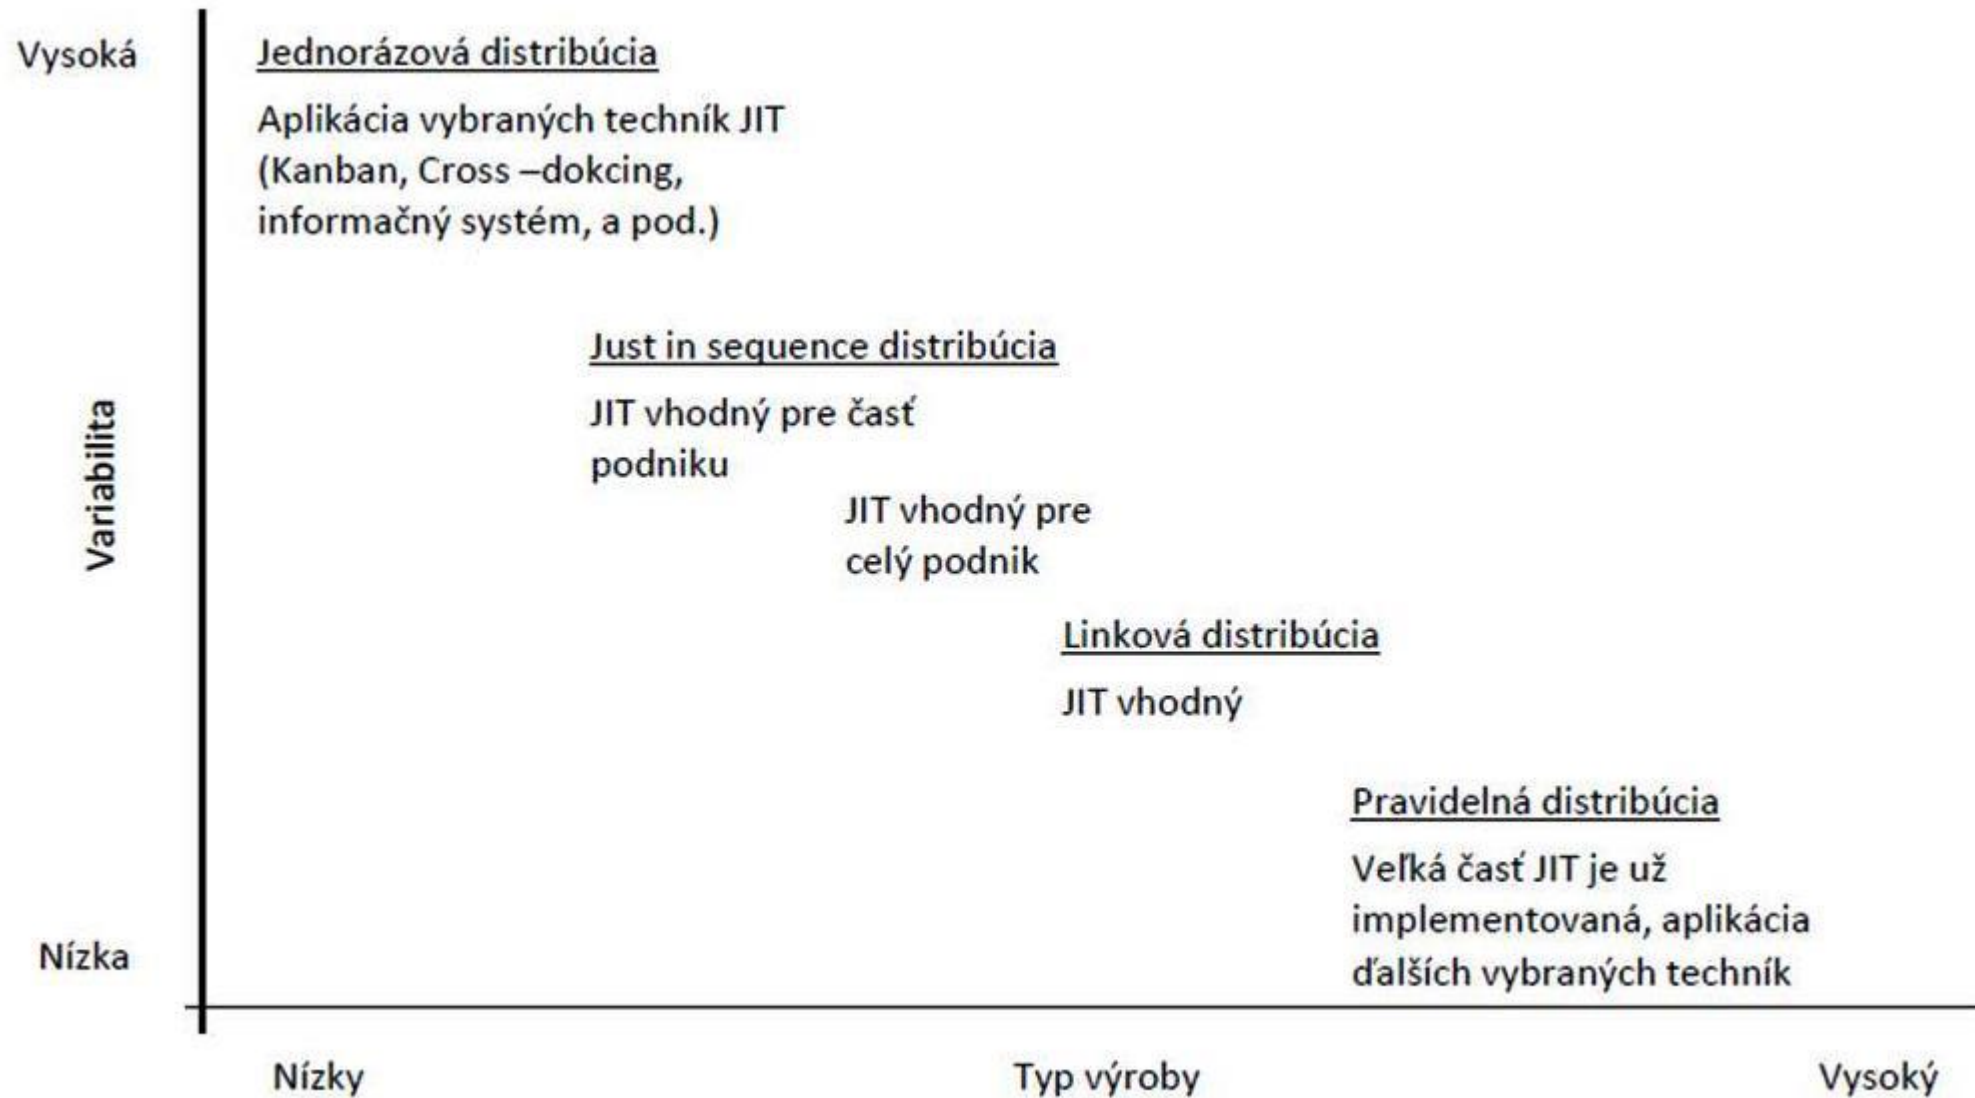 Vysoká
Jednorázová distribúcia
Aplikácia vybraných techník JIT
(Kanban, Cross –dokcing,
informačný systém, a pod.)
Just in sequence distribúcia
JIT vhodný pre časť
podniku
Variabilita
JIT vhodný pre
celý podnik
Linková distribúcia
JIT vhodný
Pravidelná distribúcia
Veľká časť JIT je už
implementovaná, aplikácia
ďalších vybraných techník
Nízka
Nízky
Typ výroby
Vysoký